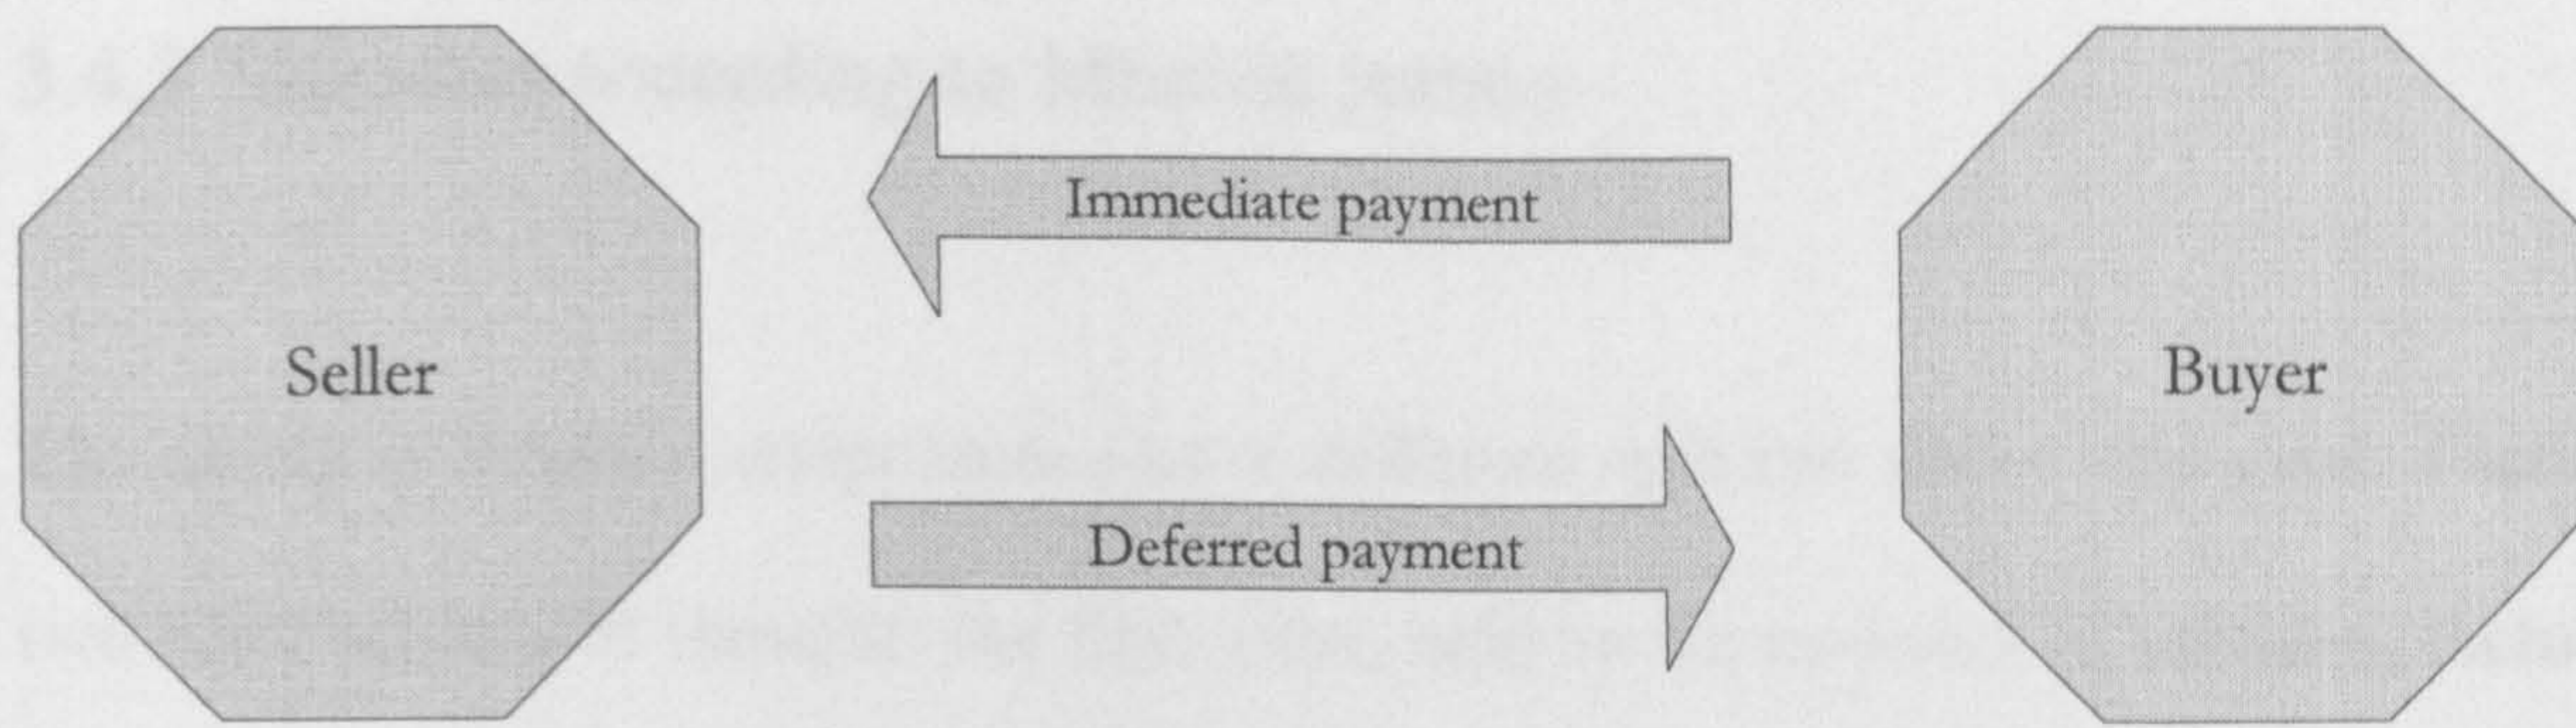 Immediate payment
Seller
Buyer
Deferred payment